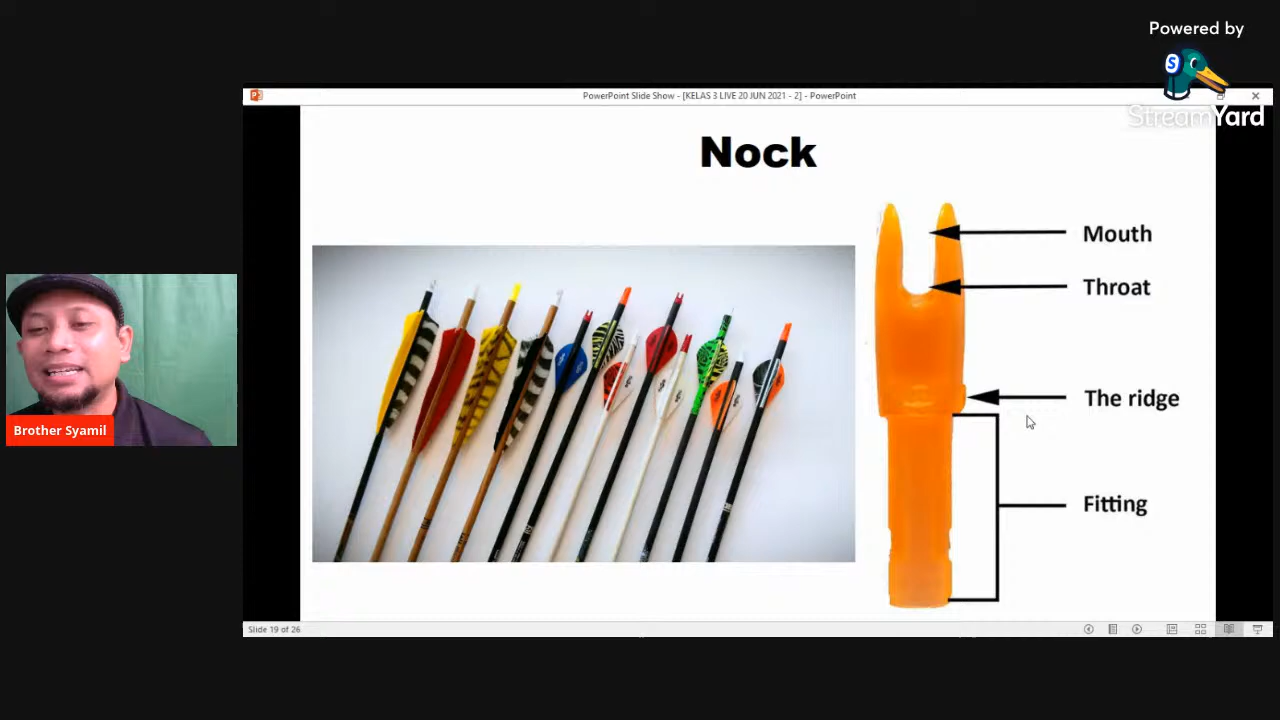 Powered by
S
StreamYard
PowerPoint Slide Show - [KELAS 3 LIVE 20 JUN 2021 - 2] - PowerPoint
Nock
Mouth
Throat
The ridge
Fitting
Brother Syamil
Slide 19 of 26